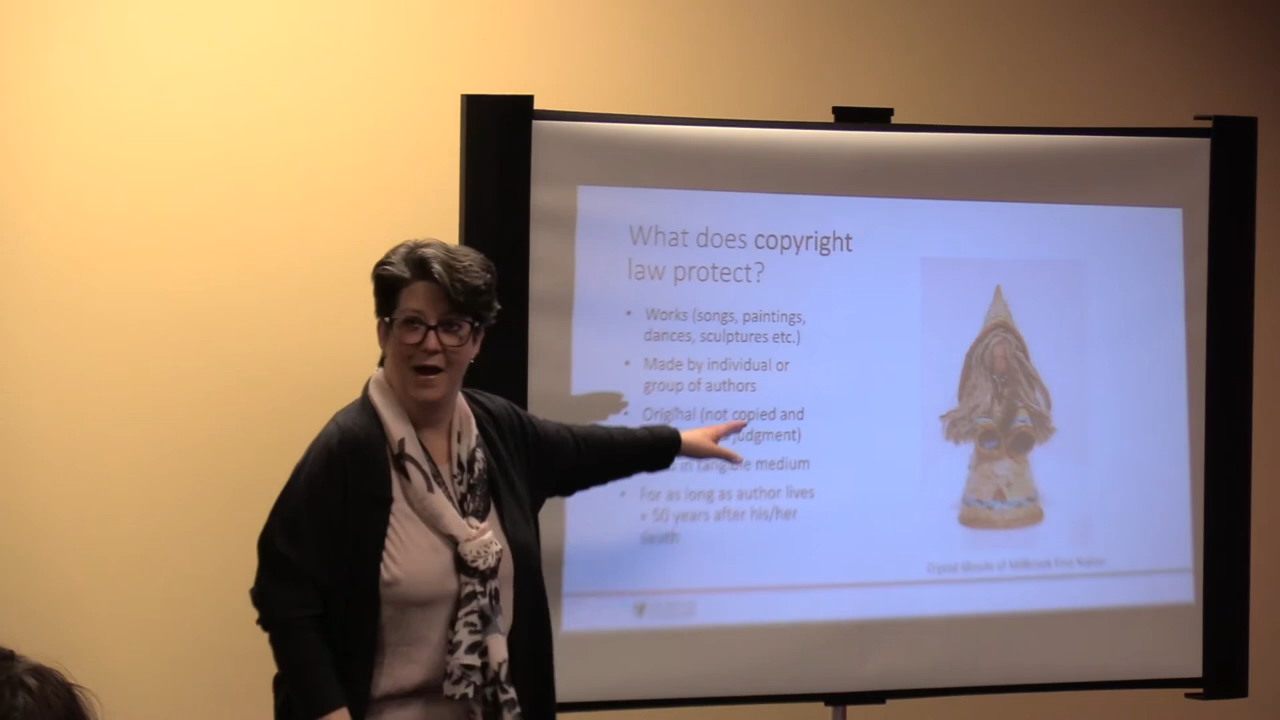 What does copyright
law protect?
• Works (songs, paintings,
dances, sculptures etc.)
• Made by individual or
group of authors
• Original (not copied and
judgment)
in tangible medium
• For as long as author lives
+ 50 years after his/her
death